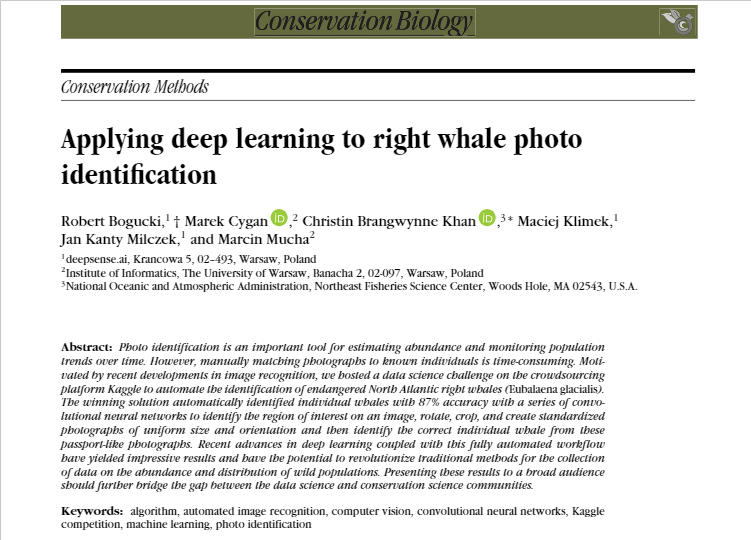 Conservation Biology
Conservation Methods
Applying deep learning to right whale photo
identification
Robert Bogucki,¹ † Marek Cygan iD,² Christin Brangwynne Khan iD,³* Maciej Klimek,¹
Jan Kanty Milczek,¹ and Marcin Mucha²
¹deepsense.ai, Krancowa 5, 02–493, Warsaw, Poland
²Institute of Informatics, The University of Warsaw, Banacha 2, 02-097, Warsaw, Poland
³National Oceanic and Atmospheric Administration, Northeast Fisheries Science Center, Woods Hole, MA 02543, U.S.A.
Abstract: Photo identification is an important tool for estimating abundance and monitoring population
trends over time. However, manually matching photographs to known individuals is time-consuming. Moti-
vated by recent developments in image recognition, we hosted a data science challenge on the crowdsourcing
platform Kaggle to automate the identification of endangered North Atlantic right whales (Eubalaena glacialis).
The winning solution automatically identified individual whales with 87% accuracy with a series of convo-
lutional neural networks to identify the region of interest on an image, rotate, crop, and create standardized
photographs of uniform size and orientation and then identify the correct individual whale from these
passport-like photographs. Recent advances in deep learning coupled with this fully automated workflow
have yielded impressive results and have the potential to revolutionize traditional methods for the collection
of data on the abundance and distribution of wild populations. Presenting these results to a broad audience
should further bridge the gap between the data science and conservation science communities.
Keywords: algorithm, automated image recognition, computer vision, convolutional neural networks, Kaggle
competition, machine learning, photo identification